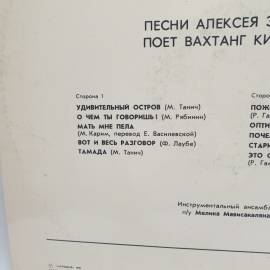 ПЕСНИ АЛЕКСЕЯ
ПОЕТ ВАХТАНГ
Сторона 1
УДИВИТЕЛЬНЫЙ ОСТРОВ (М. Танич)
О ЧЕМ ТЫ ГОВОРИШЬ! (М. Рябинин)
МАТЬ МНЕ ПЕЛА
(М. Карим, перевод Е. Василевской)
ВОТ И ВЕСЬ РАЗГОВОР (Ф. Лаубе)
ТАМАДА (М. Танич)
Инструментальный
п/у Мелика Мависакаляна